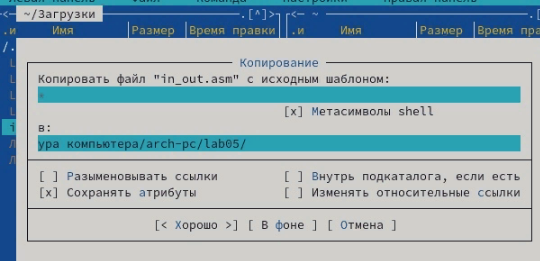 <─ ~/Загрузки .[^]>
<─ ~
.и Имя Размер Время правки
.и Имя Размер Время пра
/.
Копирование
Копировать файл "in_out.asm" с исходным шаблоном:
*
[x] Метасимволы shell
в:
ура компьютера/arch-pc/lab05/
[ ] Разыменовывать ссылки [ ] Внутрь подкаталога, если есть
[x] Сохранять атрибуты [ ] Изменять относительные ссылки
[< Хорошо >] [ В фоне ] [ Отмена ]